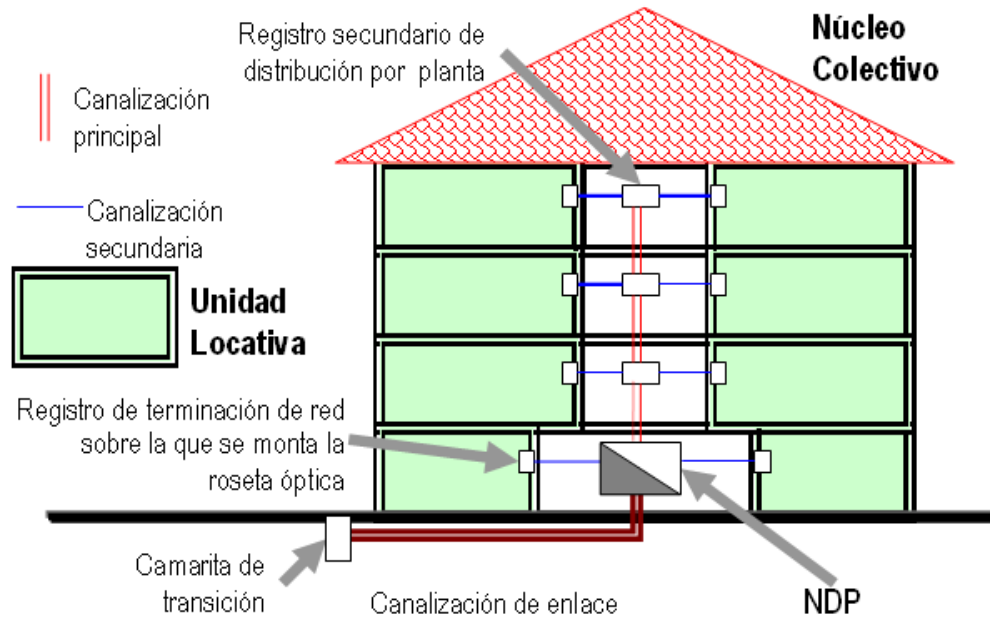 Registro secundario de
distribución por planta
Núcleo
Colectivo
Canalización
principal
Canalización
secundaria
Unidad
Locativa
Registro de terminación de red
sobre la que se monta la
roseta óptica
Camarita de
transición
Canalización de enlace
NDP